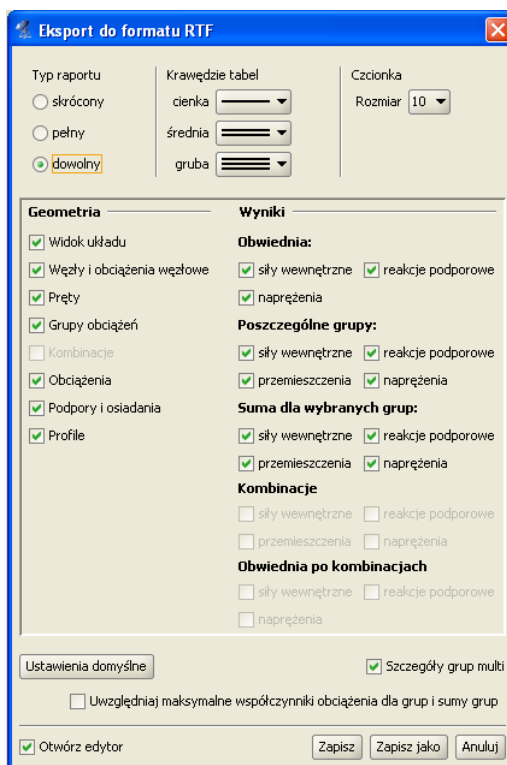 Eksport do formatu RTF
Typ raportu
skrócony
pełny
dowolny
Krawędzie tabel
cienka
średnia
gruba
Czcionka
Rozmiar 10
Geometria
Widok układu
Węzły i obciążenia węzłowe
Pręty
Grupy obciążeń
Kombinacje
Obciążenia
Podpory i osiadania
Profile
Wyniki
Obwiednia:
siły wewnętrzne reakcje podporowe
naprężenia
Poszczególne grupy:
siły wewnętrzne reakcje podporowe
przemieszczenia naprężenia
Suma dla wybranych grup:
siły wewnętrzne reakcje podporowe
przemieszczenia naprężenia
Kombinacje
siły wewnętrzne reakcje podporowe
przemieszczenia naprężenia
Obwiednia po kombinacjach
siły wewnętrzne reakcje podporowe
naprężenia
Ustawienia domyślne Szczegóły grup multi
Uwzględniaj maksymalne współczynniki obciążenia dla grup i sumy grup
Otwórz edytor Zapisz Zapisz jako Anuluj